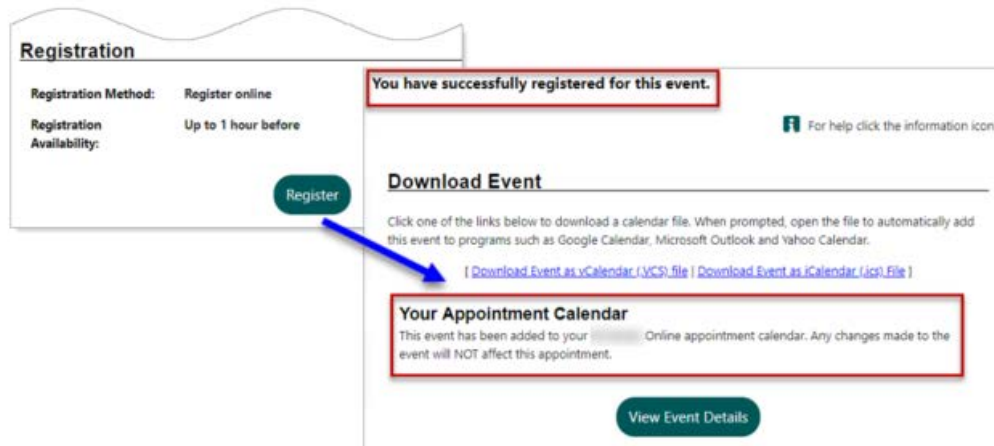 Registration
Registration Method: Register online
Registration Up to 1 hour before
Availability:
Register
You have successfully registered for this event.
For help click the information icon
Download Event
Click one of the links below to download a calendar file. When prompted, open the file to automatically add
this event to programs such as Google Calendar, Microsoft Outlook and Yahoo Calendar.
[ Download Event as vCalendar (.VCS) file | Download Event as iCalendar (.ics) File ]
Your Appointment Calendar
This event has been added to your Online appointment calendar. Any changes made to the
event will NOT affect this appointment.
View Event Details